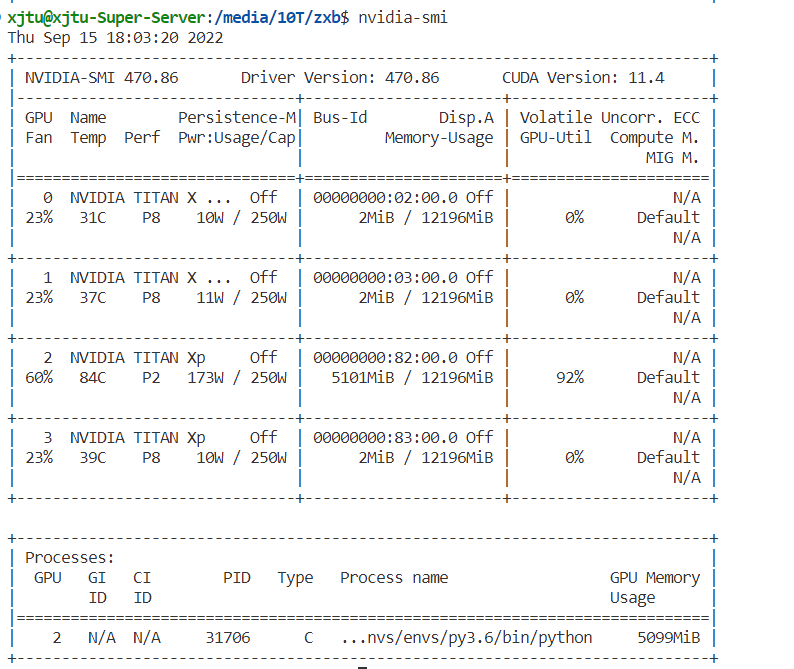 xjtu@xjtu-Super-Server:/media/10T/zxb$ nvidia-smi
Thu Sep 15 18:03:20 2022
+-----------------------------------------------------------------------------+
| NVIDIA-SMI 470.86       Driver Version: 470.86       CUDA Version: 11.4     |
|-------------------------------+----------------------+----------------------+
| GPU  Name        Persistence-M| Bus-Id        Disp.A | Volatile Uncorr. ECC |
| Fan  Temp  Perf  Pwr:Usage/Cap|         Memory-Usage | GPU-Util  Compute M. |
|                               |                      |               MIG M. |
|===============================+======================+======================|
|   0  NVIDIA TITAN X ...  Off  | 00000000:02:00.0 Off |                  N/A |
| 23%   31C    P8    10W / 250W |      2MiB / 12196MiB |      0%      Default |
|                               |                      |                  N/A |
+-------------------------------+----------------------+----------------------+
|   1  NVIDIA TITAN X ...  Off  | 00000000:03:00.0 Off |                  N/A |
| 23%   37C    P8    11W / 250W |      2MiB / 12196MiB |      0%      Default |
|                               |                      |                  N/A |
+-------------------------------+----------------------+----------------------+
|   2  NVIDIA TITAN Xp     Off  | 00000000:82:00.0 Off |                  N/A |
| 60%   84C    P2   173W / 250W |   5101MiB / 12196MiB |     92%      Default |
|                               |                      |                  N/A |
+-------------------------------+----------------------+----------------------+
|   3  NVIDIA TITAN Xp     Off  | 00000000:83:00.0 Off |                  N/A |
| 23%   39C    P8    10W / 250W |      2MiB / 12196MiB |      0%      Default |
|                               |                      |                  N/A |
+-------------------------------+----------------------+----------------------+

+-----------------------------------------------------------------------------+
| Processes:                                                                  |
|  GPU   GI   CI        PID   Type   Process name                  GPU Memory |
|        ID   ID                                                   Usage      |
|=============================================================================|
|    2   N/A  N/A     31706      C   ...nvs/envs/py3.6/bin/python     5099MiB |
+-----------------------------------------------------------------------------+